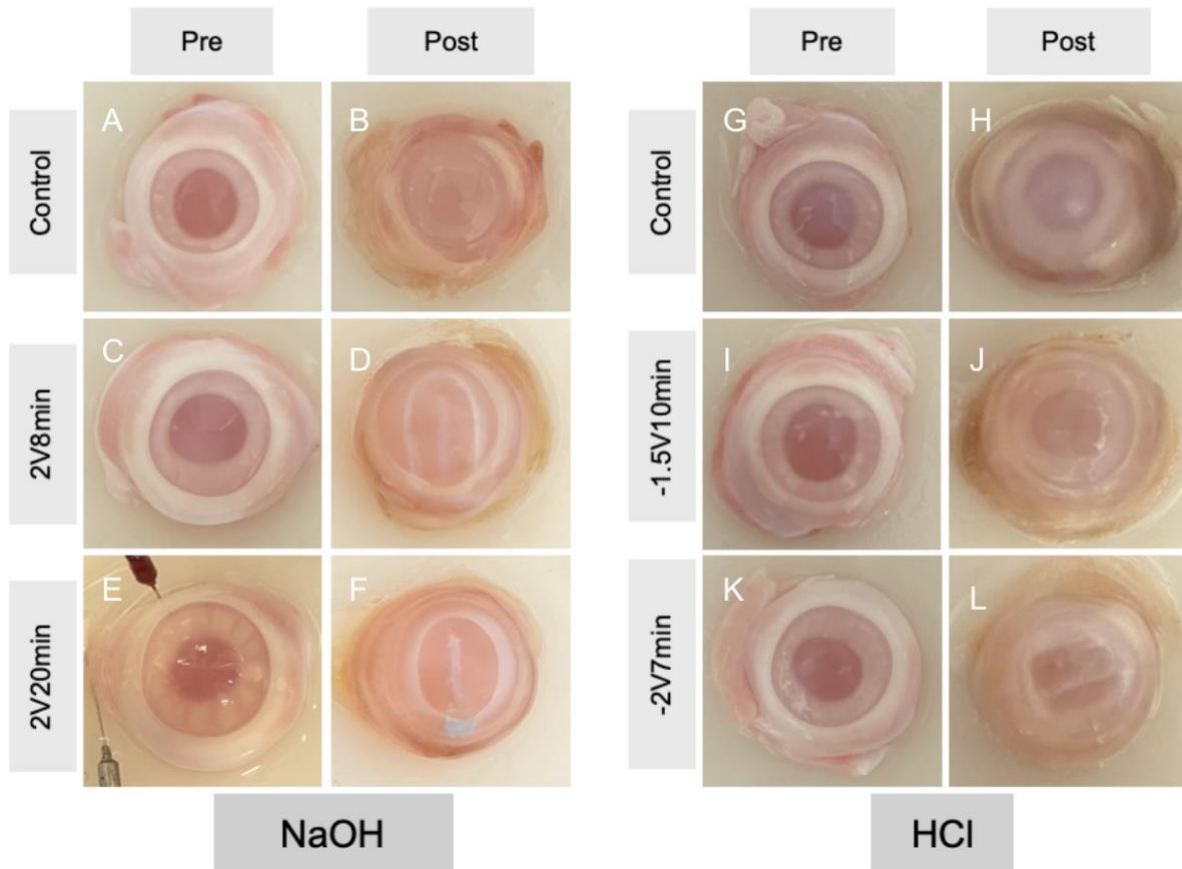 Pre
Post
Pre
Post
Control
A
B
G
H
Control
2V8min
C
D
I
J
-1.5V10min
2V20min
E
F
K
L
-2V7min
NaOH
HCl